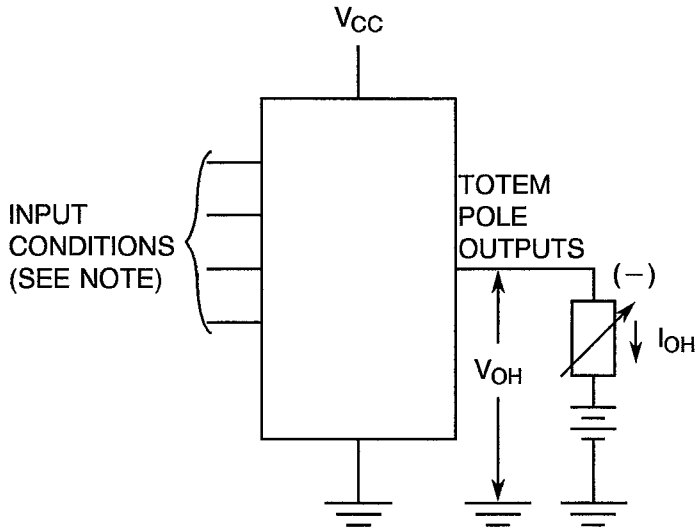 VCC
INPUT
CONDITIONS
(SEE NOTE)
TOTEM
POLE
OUTPUTS
(−)
IOH
VOH